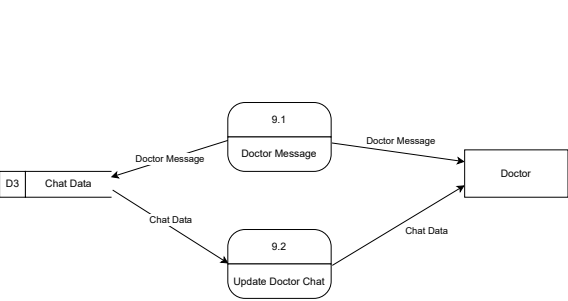 9.1
Doctor Message
Doctor Message
Doctor Message
D3 Chat Data
Doctor
Chat Data
Chat Data
9.2
Update Doctor Chat